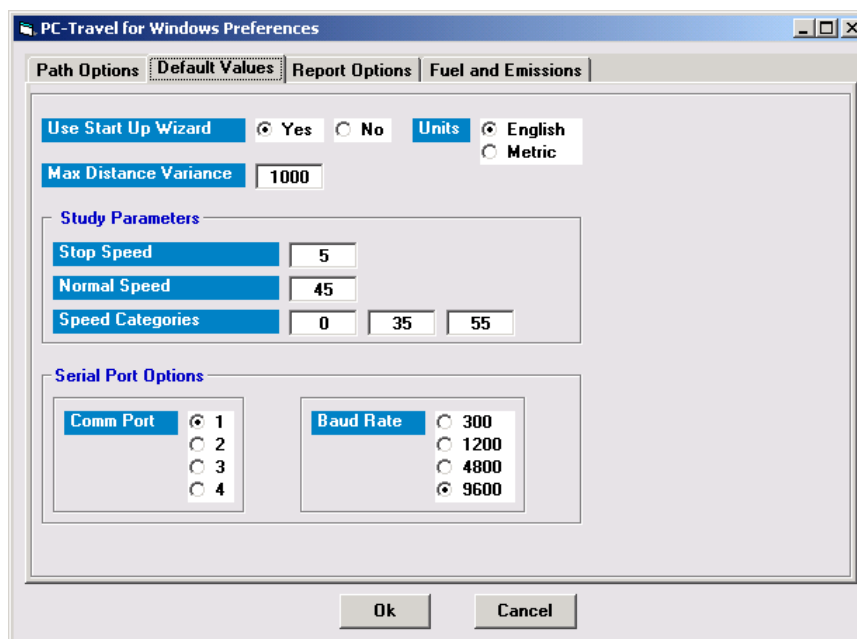 PC-Travel for Windows Preferences
Path Options Default Values Report Options Fuel and Emissions
Use Start Up Wizard Yes No Units English
Metric
Max Distance Variance 1000
Study Parameters
Stop Speed 5
Normal Speed 45
Speed Categories 0 35 55
Serial Port Options
Comm Port 1 Baud Rate 300
2 1200
3 4800
4 9600
Ok Cancel